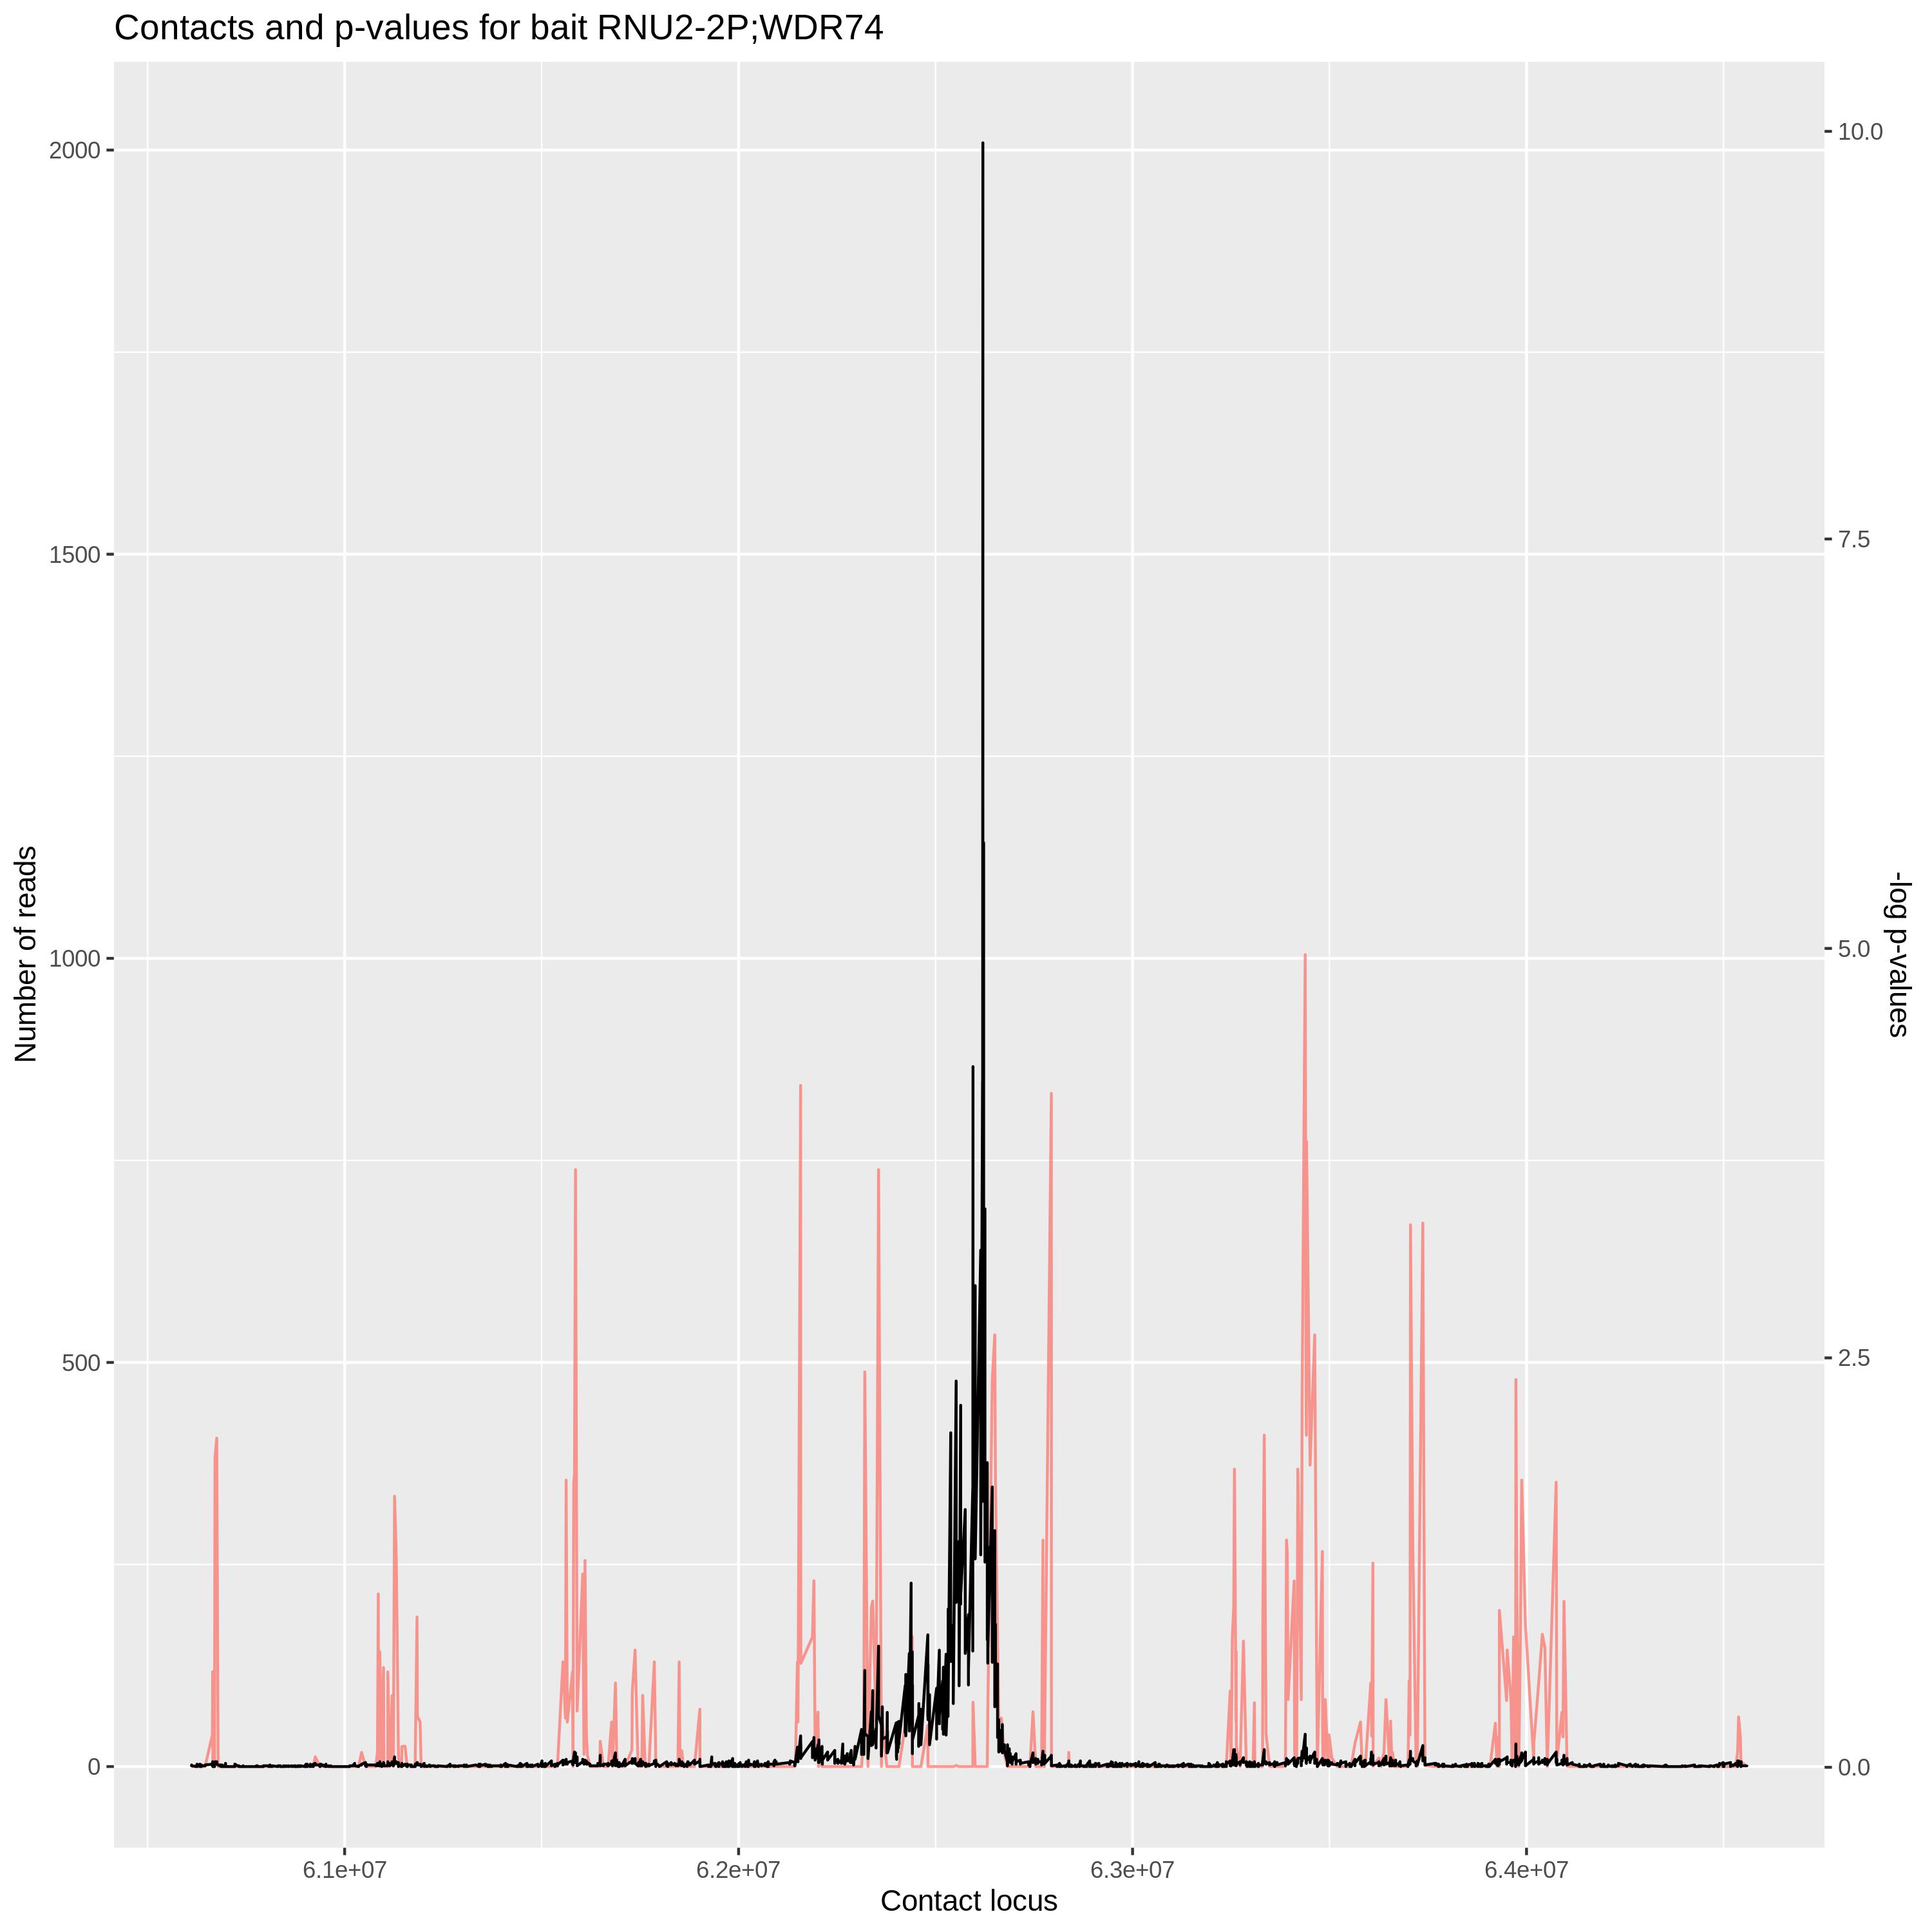 Contacts and p-values for bait RNU2-2P;WDR74
Number of reads
2000
1500
1000
500
0
10.0
7.5
5.0
2.5
0.0
-log p-values
6.1e+07
6.2e+07
6.3e+07
6.4e+07
Contact locus